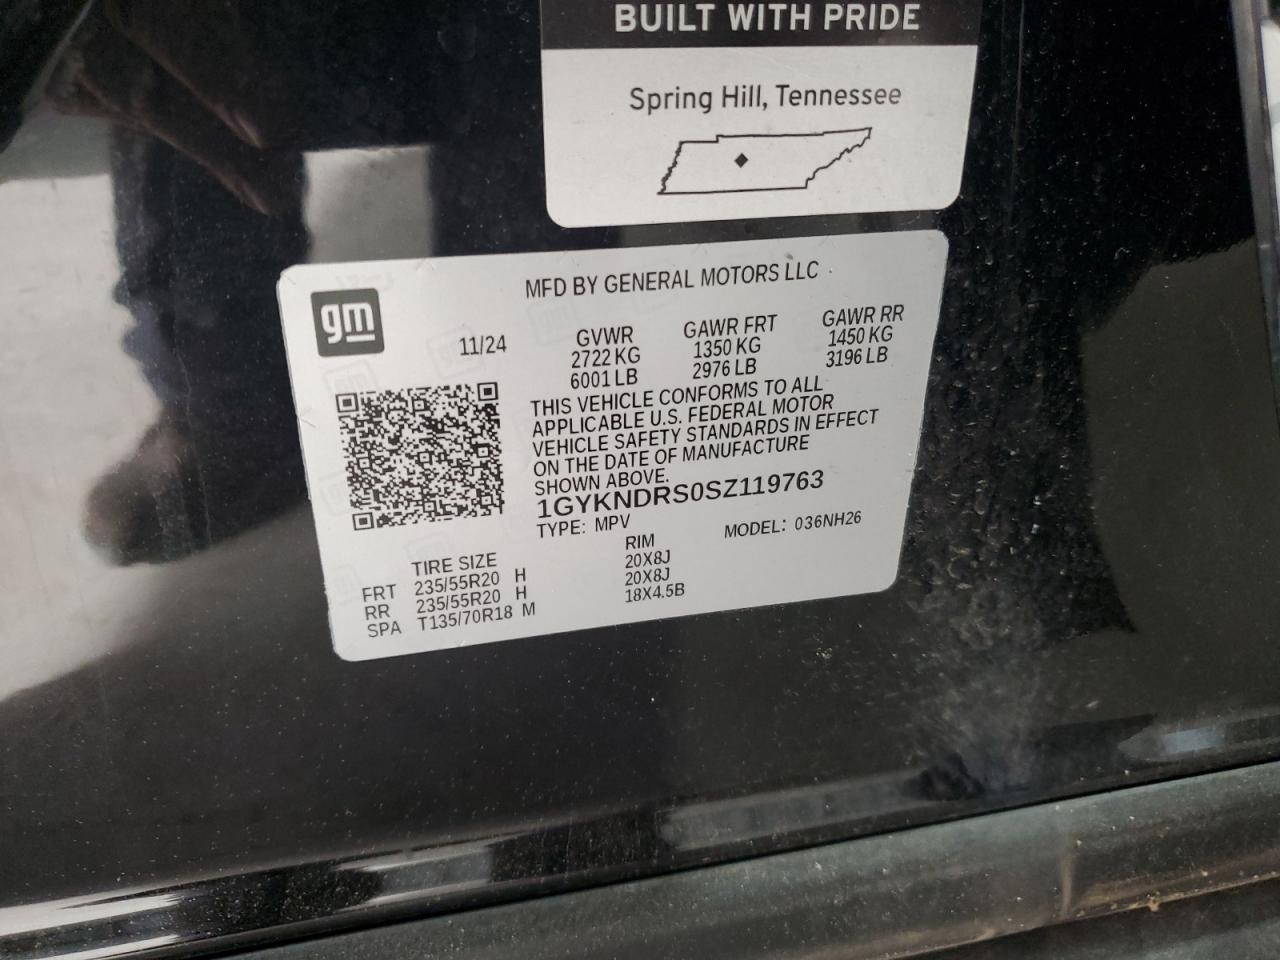 BUILT WITH PRIDE
Spring Hill, Tennessee
MFD BY GENERAL MOTORS LLC
gm
11/24
GVWR GAWR FRT GAWR RR
2722 KG 1350 KG 1450 KG
6001 LB 2976 LB 3196 LB
THIS VEHICLE CONFORMS TO ALL
APPLICABLE U.S. FEDERAL MOTOR
VEHICLE SAFETY STANDARDS IN EFFECT
ON THE DATE OF MANUFACTURE
SHOWN ABOVE.
1GYKNDRS0SZ119763
TYPE: MPV MODEL: 036NH26
TIRE SIZE RIM
FRT 235/55R20 H 20X8J
RR 235/55R20 H 20X8J
SPA T135/70R18 M 18X4.5B